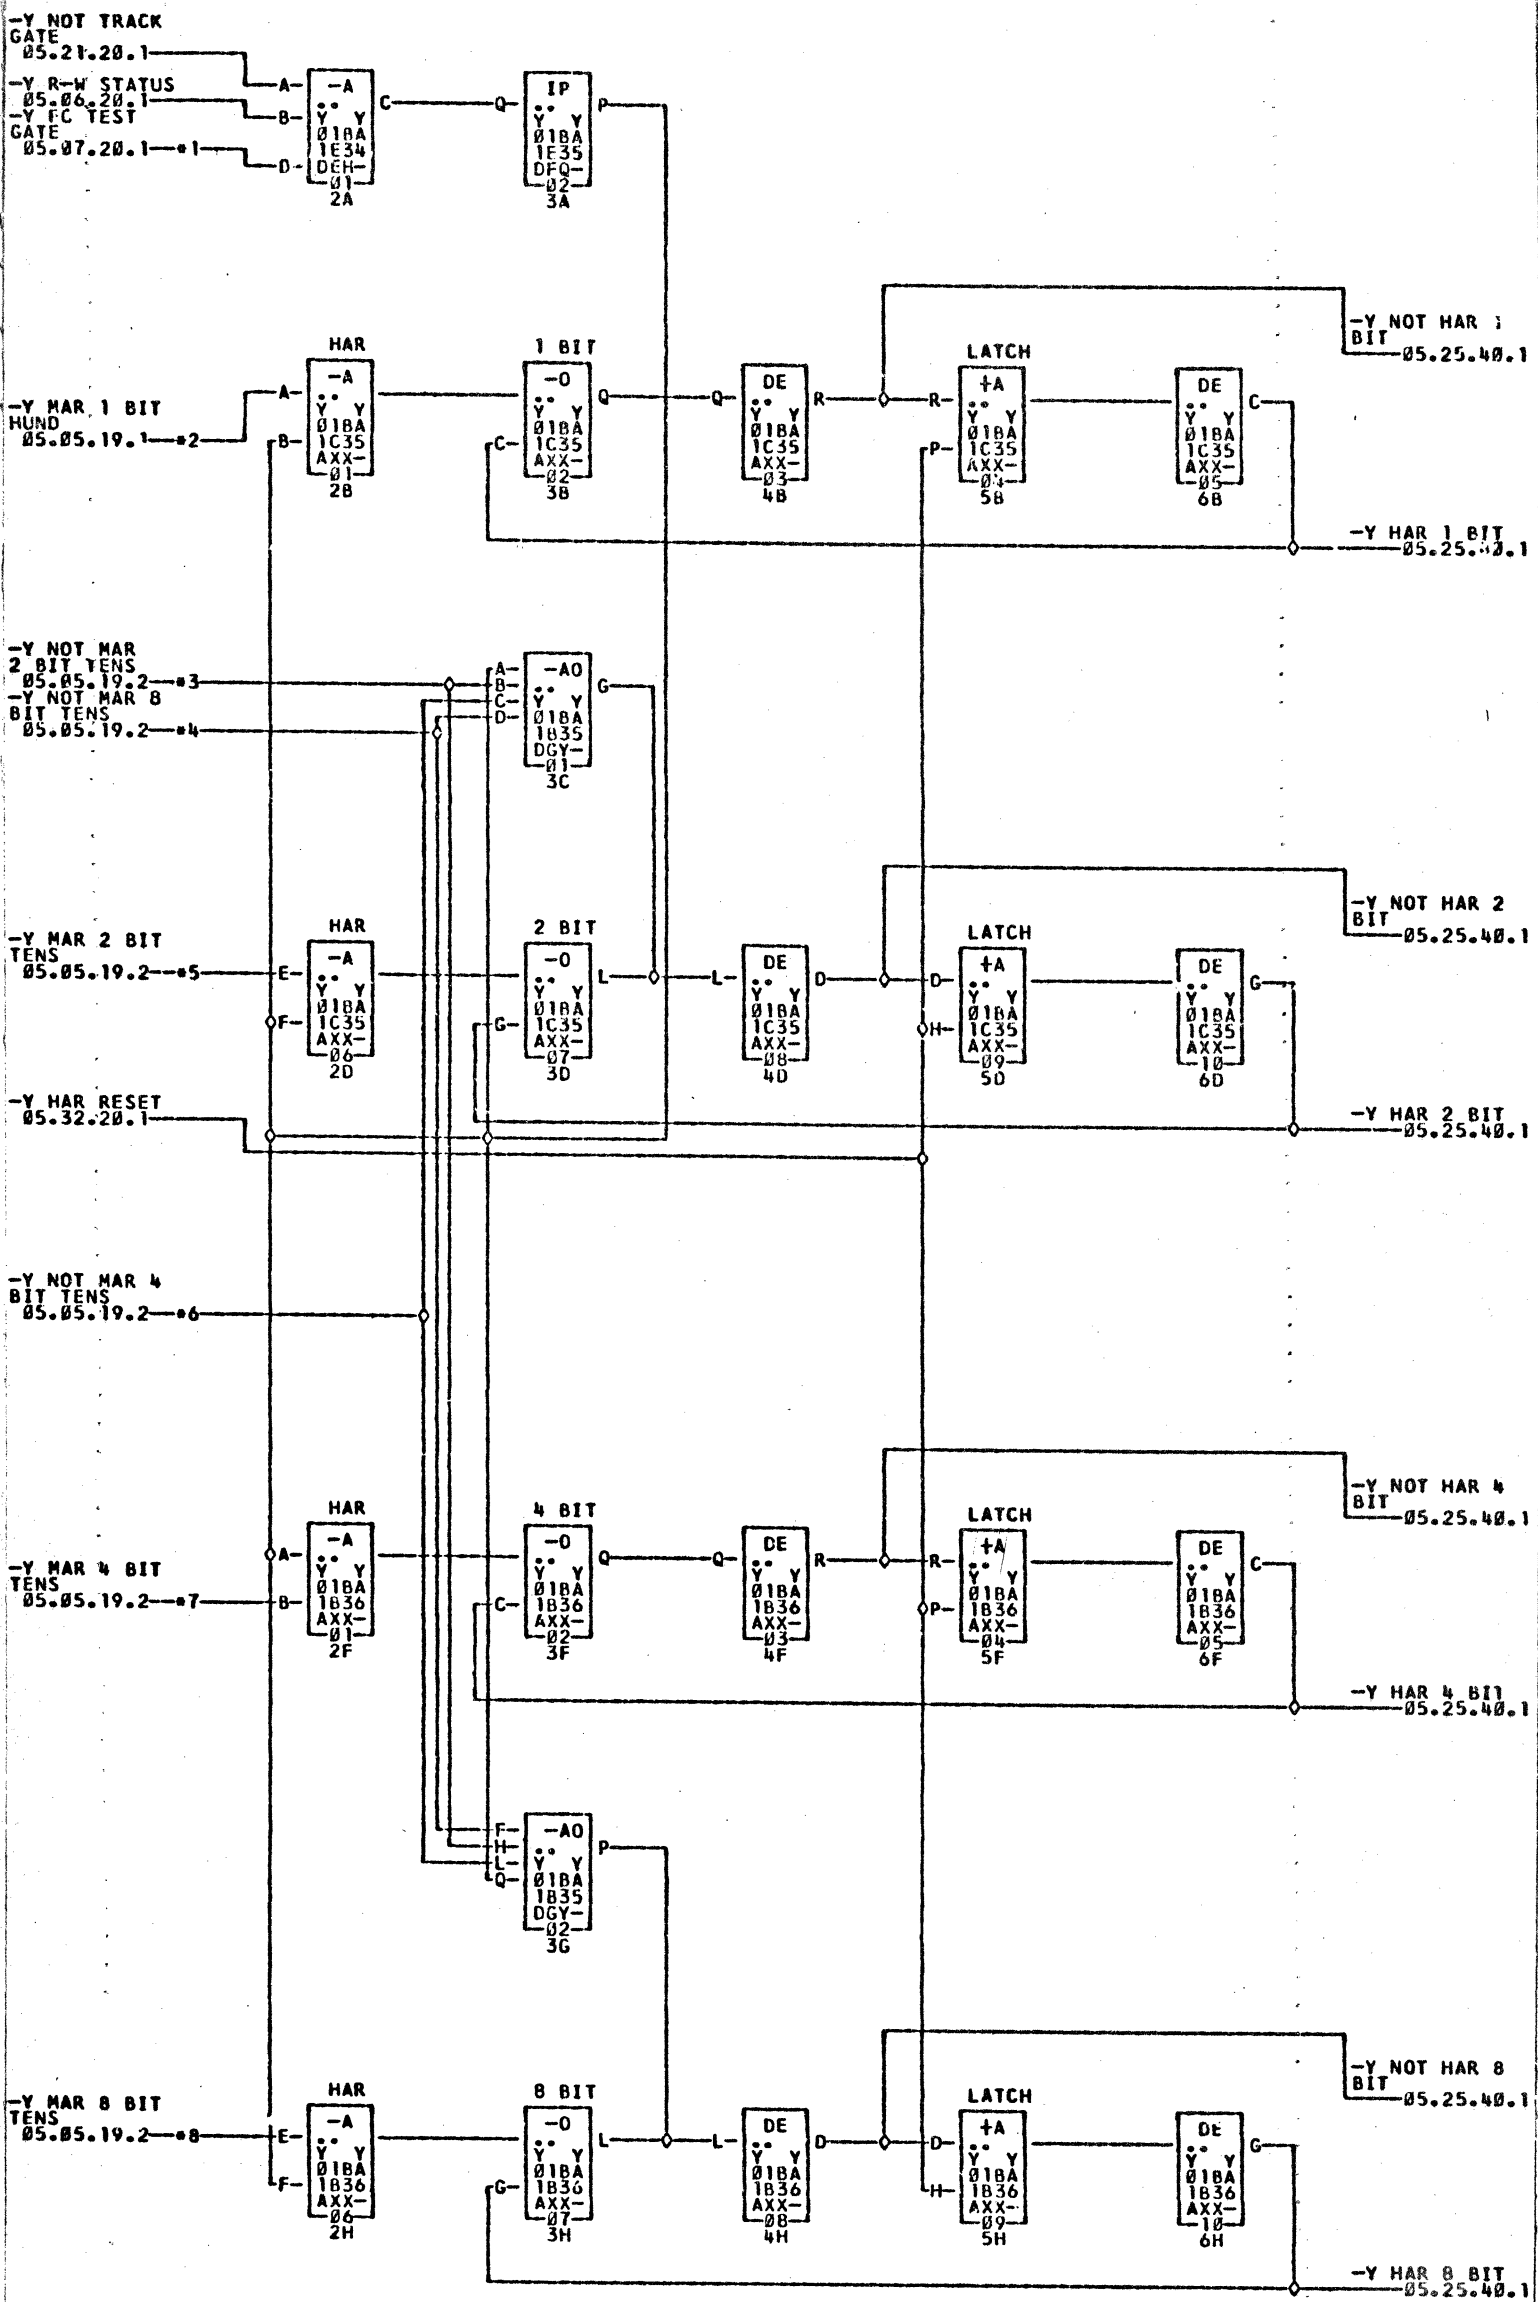 -Y NOT TRACK
GATE
05.21.20.1
-Y R-W STATUS
05.06.20.1
-Y FC TEST
GATE
05.07.20.1 *1
A
B
D
-A
Y Y
01BA
1E34
DEH-
01
2A
C
Q
IP
Y Y
01BA
1E35
DFQ-
02
3A
P
-Y MAR 1 BIT
HUND
05.05.19.1 *2
A
B
HAR
-A
Y Y
01BA
1C35
AXX-
01
2B
1 BIT
C
-O
Y Y
01BA
1C35
AXX-
02
3B
Q
Q
DE
Y Y
01BA
1C35
AXX-
03
4B
R
LATCH
R
P
+A
Y Y
01BA
1C35
AXX-
04
5B
DE
Y Y
01BA
1C35
AXX-
05
6B
C
-Y NOT HAR 1
BIT
05.25.40.1
-Y HAR 1 BIT
-Y NOT MAR
2 BIT TENS
05.05.19.2 *3
-Y NOT MAR 8
BIT TENS
05.05.19.2 *4
A
B
C
D
-AO
Y Y
01BA
1B35
DGY-
01
3C
G
-Y MAR 2 BIT
TENS
05.05.19.2 *5
E
F
HAR
-A
Y Y
01BA
1C35
AXX-
06
2D
2 BIT
G
-O
Y Y
01BA
1C35
AXX-
07
3D
L
L
DE
Y Y
01BA
1C35
AXX-
08
4D
D
LATCH
D
H
+A
Y Y
01BA
1C35
AXX-
09
5D
DE
Y Y
01BA
1C35
AXX-
10
6D
G
-Y NOT HAR 2
BIT
05.25.40.1
-Y HAR 2 BIT
05.25.40.1
-Y HAR RESET
05.32.20.1
-Y NOT MAR 4
BIT TENS
05.05.19.2 *6
-Y MAR 4 BIT
TENS
05.05.19.2 *7
A
B
HAR
-A
Y Y
01BA
1B36
AXX-
01
2F
4 BIT
C
-O
Y Y
01BA
1B36
AXX-
02
3F
Q
Q
DE
Y Y
01BA
1B36
AXX-
03
4F
R
LATCH
R
P
+A
Y Y
01BA
1B36
AXX-
04
5F
DE
Y Y
01BA
1B36
AXX-
05
6F
C
-Y NOT HAR 4
BIT
05.25.40.1
-Y HAR 4 BIT
05.25.40.1
F
H
L
Q
-AO
Y Y
01BA
1B35
DGY-
02
3G
P
-Y MAR 8 BIT
TENS
05.05.19.2 *8
E
F
HAR
-A
Y Y
01BA
1B36
AXX-
06
2H
8 BIT
G
-O
Y Y
01BA
1B36
AXX-
07
3H
L
L
DE
Y Y
01BA
1B36
AXX-
08
4H
D
LATCH
D
H
+A
Y Y
01BA
1B36
AXX-
09
5H
DE
Y Y
01BA
1B36
AXX-
10
6H
G
-Y NOT HAR 8
BIT
05.25.40.1
-Y HAR 8 BIT
05.25.40.1